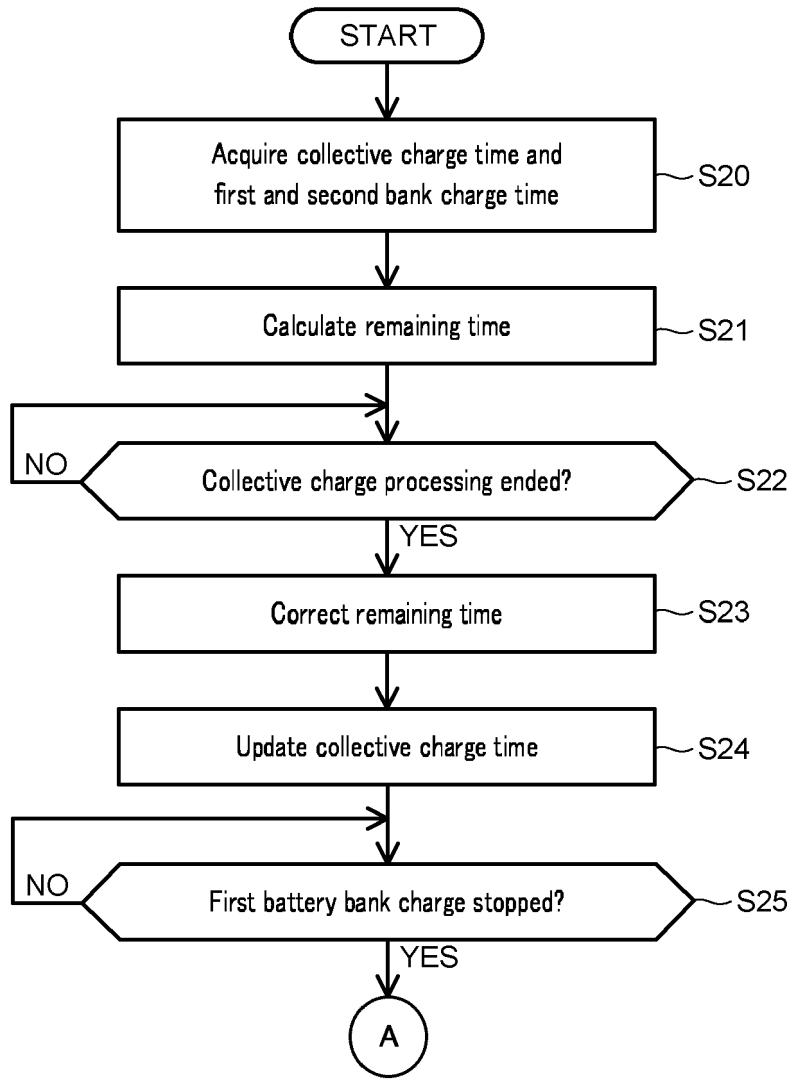 START
Acquire collective charge time and
first and second bank charge time
S20
Calculate remaining time
S21
NO
Collective charge processing ended?
S22
YES
Correct remaining time
S23
Update collective charge time
S24
NO
First battery bank charge stopped?
S25
YES
A